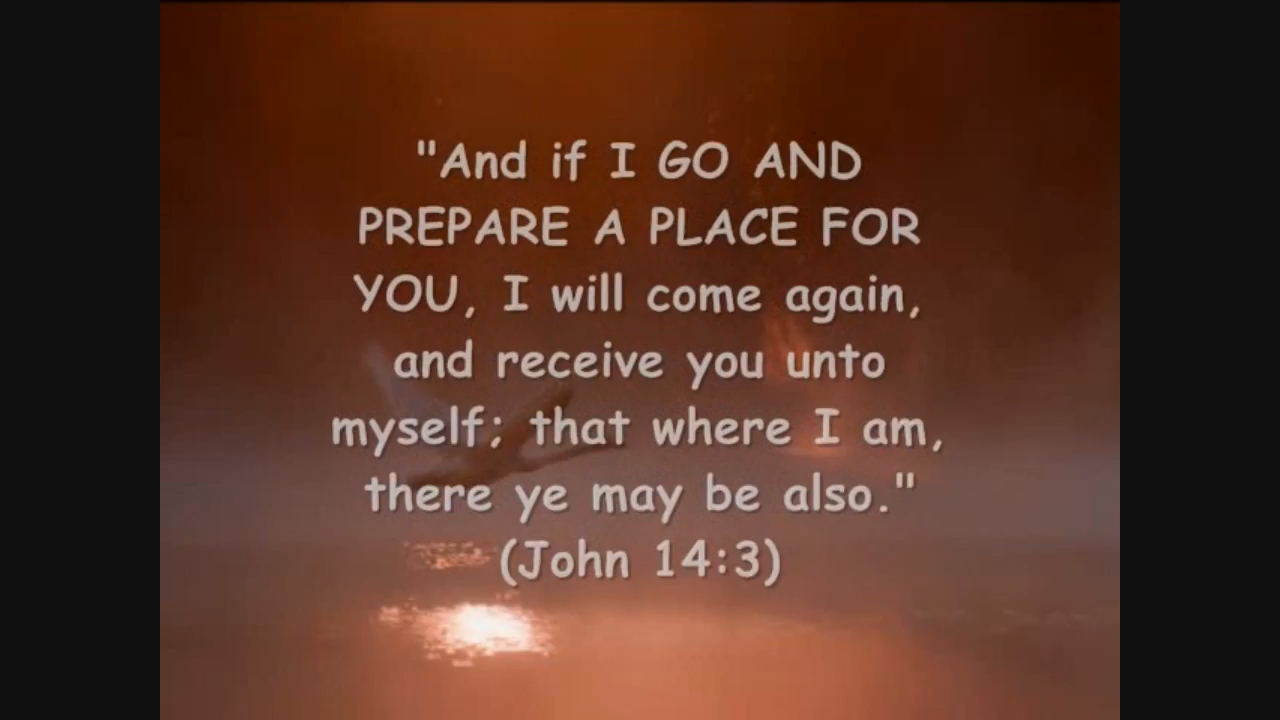 "And if I GO AND
PREPARE A PLACE FOR
YOU, I will come again,
and receive you unto
myself; that where I am,
there ye may be also."
(John 14:3)